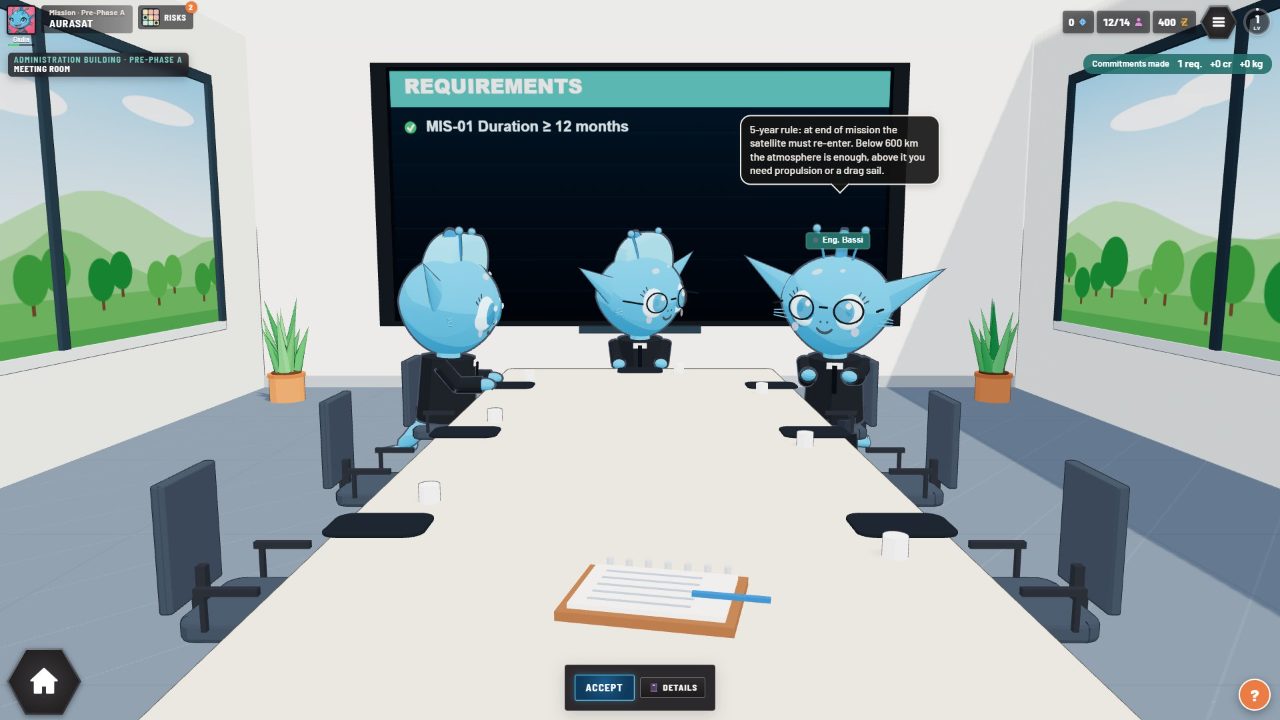 Mission · Pre-Phase A
AURASAT
RISKS
2
Giulia
ADMINISTRATION BUILDING · PRE-PHASE A
MEETING ROOM
0
12/14
400
1
LV
Commitments made 1 req. +0 cr +0 kg
REQUIREMENTS
MIS-01 Duration ≥ 12 months
5-year rule: at end of mission the
satellite must re-enter. Below 600 km
the atmosphere is enough, above it you
need propulsion or a drag sail.
Eng. Bassi
ACCEPT
DETAILS
?